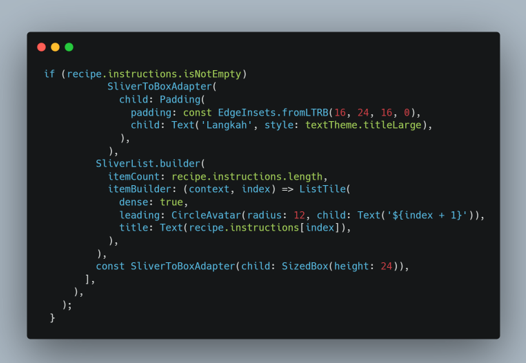 if (recipe.instructions.isNotEmpty)
SliverToBoxAdapter(
child: Padding(
padding: const EdgeInsets.fromLTRB(16, 24, 16, 0),
child: Text('Langkah', style: textTheme.titleLarge),
),
),
SliverList.builder(
itemCount: recipe.instructions.length,
itemBuilder: (context, index) => ListTile(
dense: true,
leading: CircleAvatar(radius: 12, child: Text('${index + 1}')),
title: Text(recipe.instructions[index]),
),
),
const SliverToBoxAdapter(child: SizedBox(height: 24)),
],
),
);
}